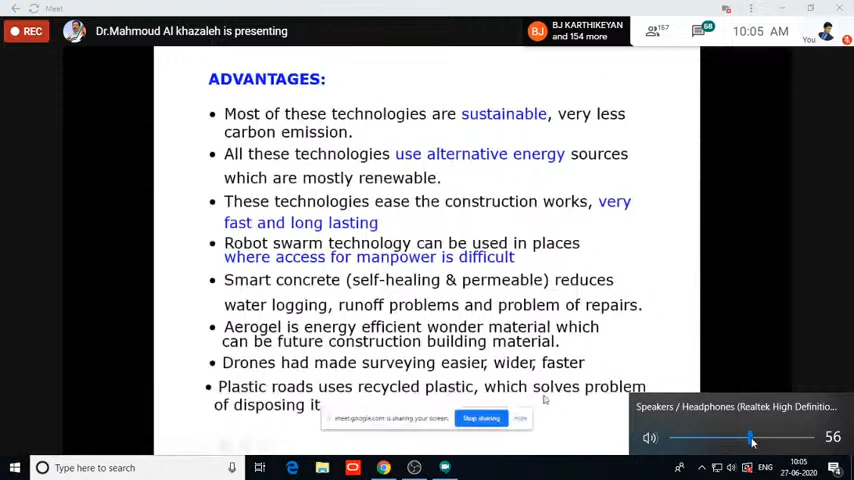 Meet
REC
Dr.Mahmoud Al khazaleh is presenting
BJ
BJ KARTHIKEYAN
and 154 more
157
58
10:05 AM
You
ADVANTAGES:
• Most of these technologies are sustainable, very less
carbon emission.
• All these technologies use alternative energy sources
which are mostly renewable.
• These technologies ease the construction works, very
fast and long lasting
• Robot swarm technology can be used in places
where access for manpower is difficult
• Smart concrete (self-healing & permeable) reduces
water logging, runoff problems and problem of repairs.
• Aerogel is energy efficient wonder material which
can be future construction building material.
• Drones had made surveying easier, wider, faster
• Plastic roads uses recycled plastic, which solves problem
of disposing it
meet.google.com is sharing your screen.
Stop sharing
Hide
Speakers / Headphones (Realtek High Definitio...
56
Type here to search
ENG
10:05
27-06-2020
4